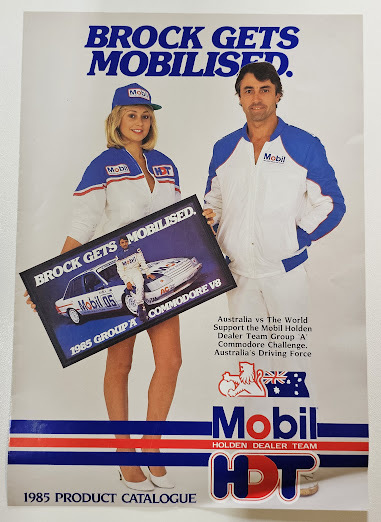 BROCK GETS
MOBILISED.
Mobil
Mobil
HDT
Mobil
BROCK GETS MOBILISED.
Mobil 05
05
1985 GROUP 'A' COMMODORE V8
Australia vs The World
Support the Mobil Holden
Dealer Team Group 'A'
Commodore Challenge.
Australia's Driving Force
Mobil
HOLDEN DEALER TEAM
HDT
1985 PRODUCT CATALOGUE